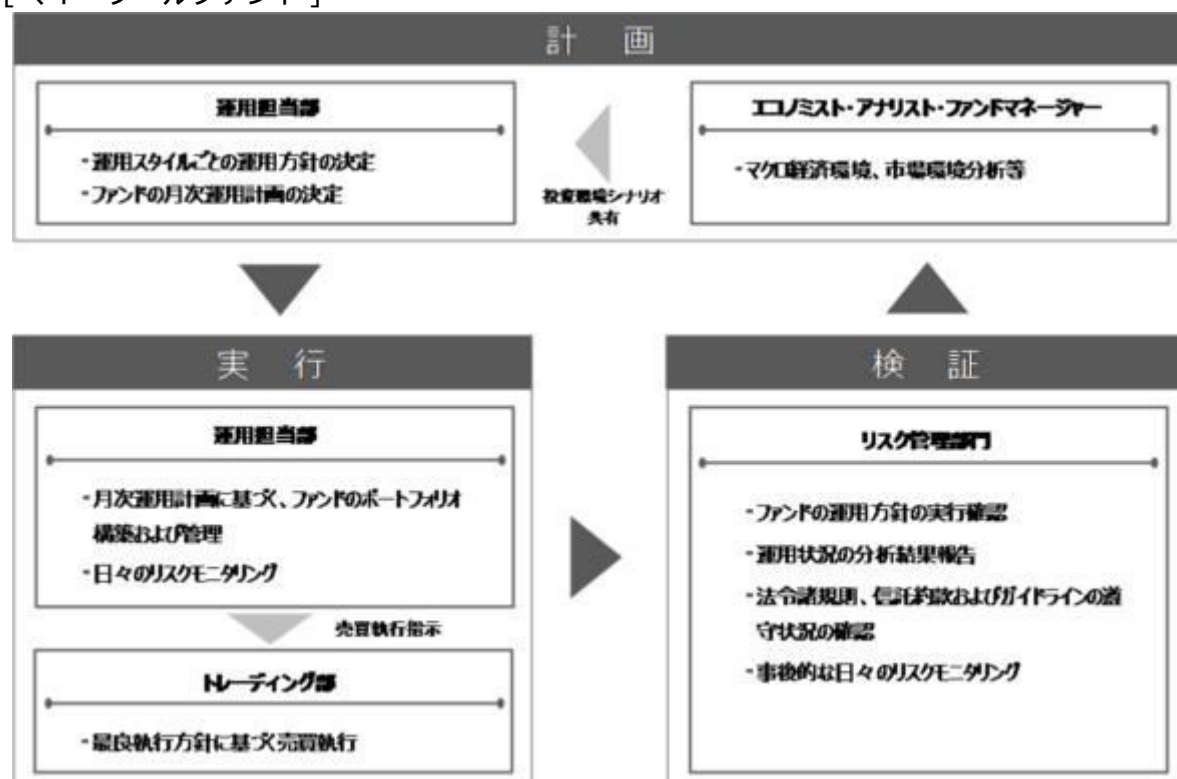 計 画
運用担当部
-運用スタイルごとの運用方針の決定
-ファンドの月次運用計画の決定
投資環境シナリオ
共有
エコノミスト・アナリスト・ファンドマネージャー
-マクロ経済環境、市場環境分析等
実 行
運用担当部
-月次運用計画に基づく、ファンドのポートフォリオ
構築および管理
-日々のリスクモニタリング
売買執行指示
トレーディング部
-最良執行方針に基づく売買執行
検 証
リスク管理部門
-ファンドの運用方針の実行確認
-運用状況の分析結果報告
-法令諸規則、信託約款およびガイドラインの遵
守状況の確認
-事後的な日々のリスクモニタリング